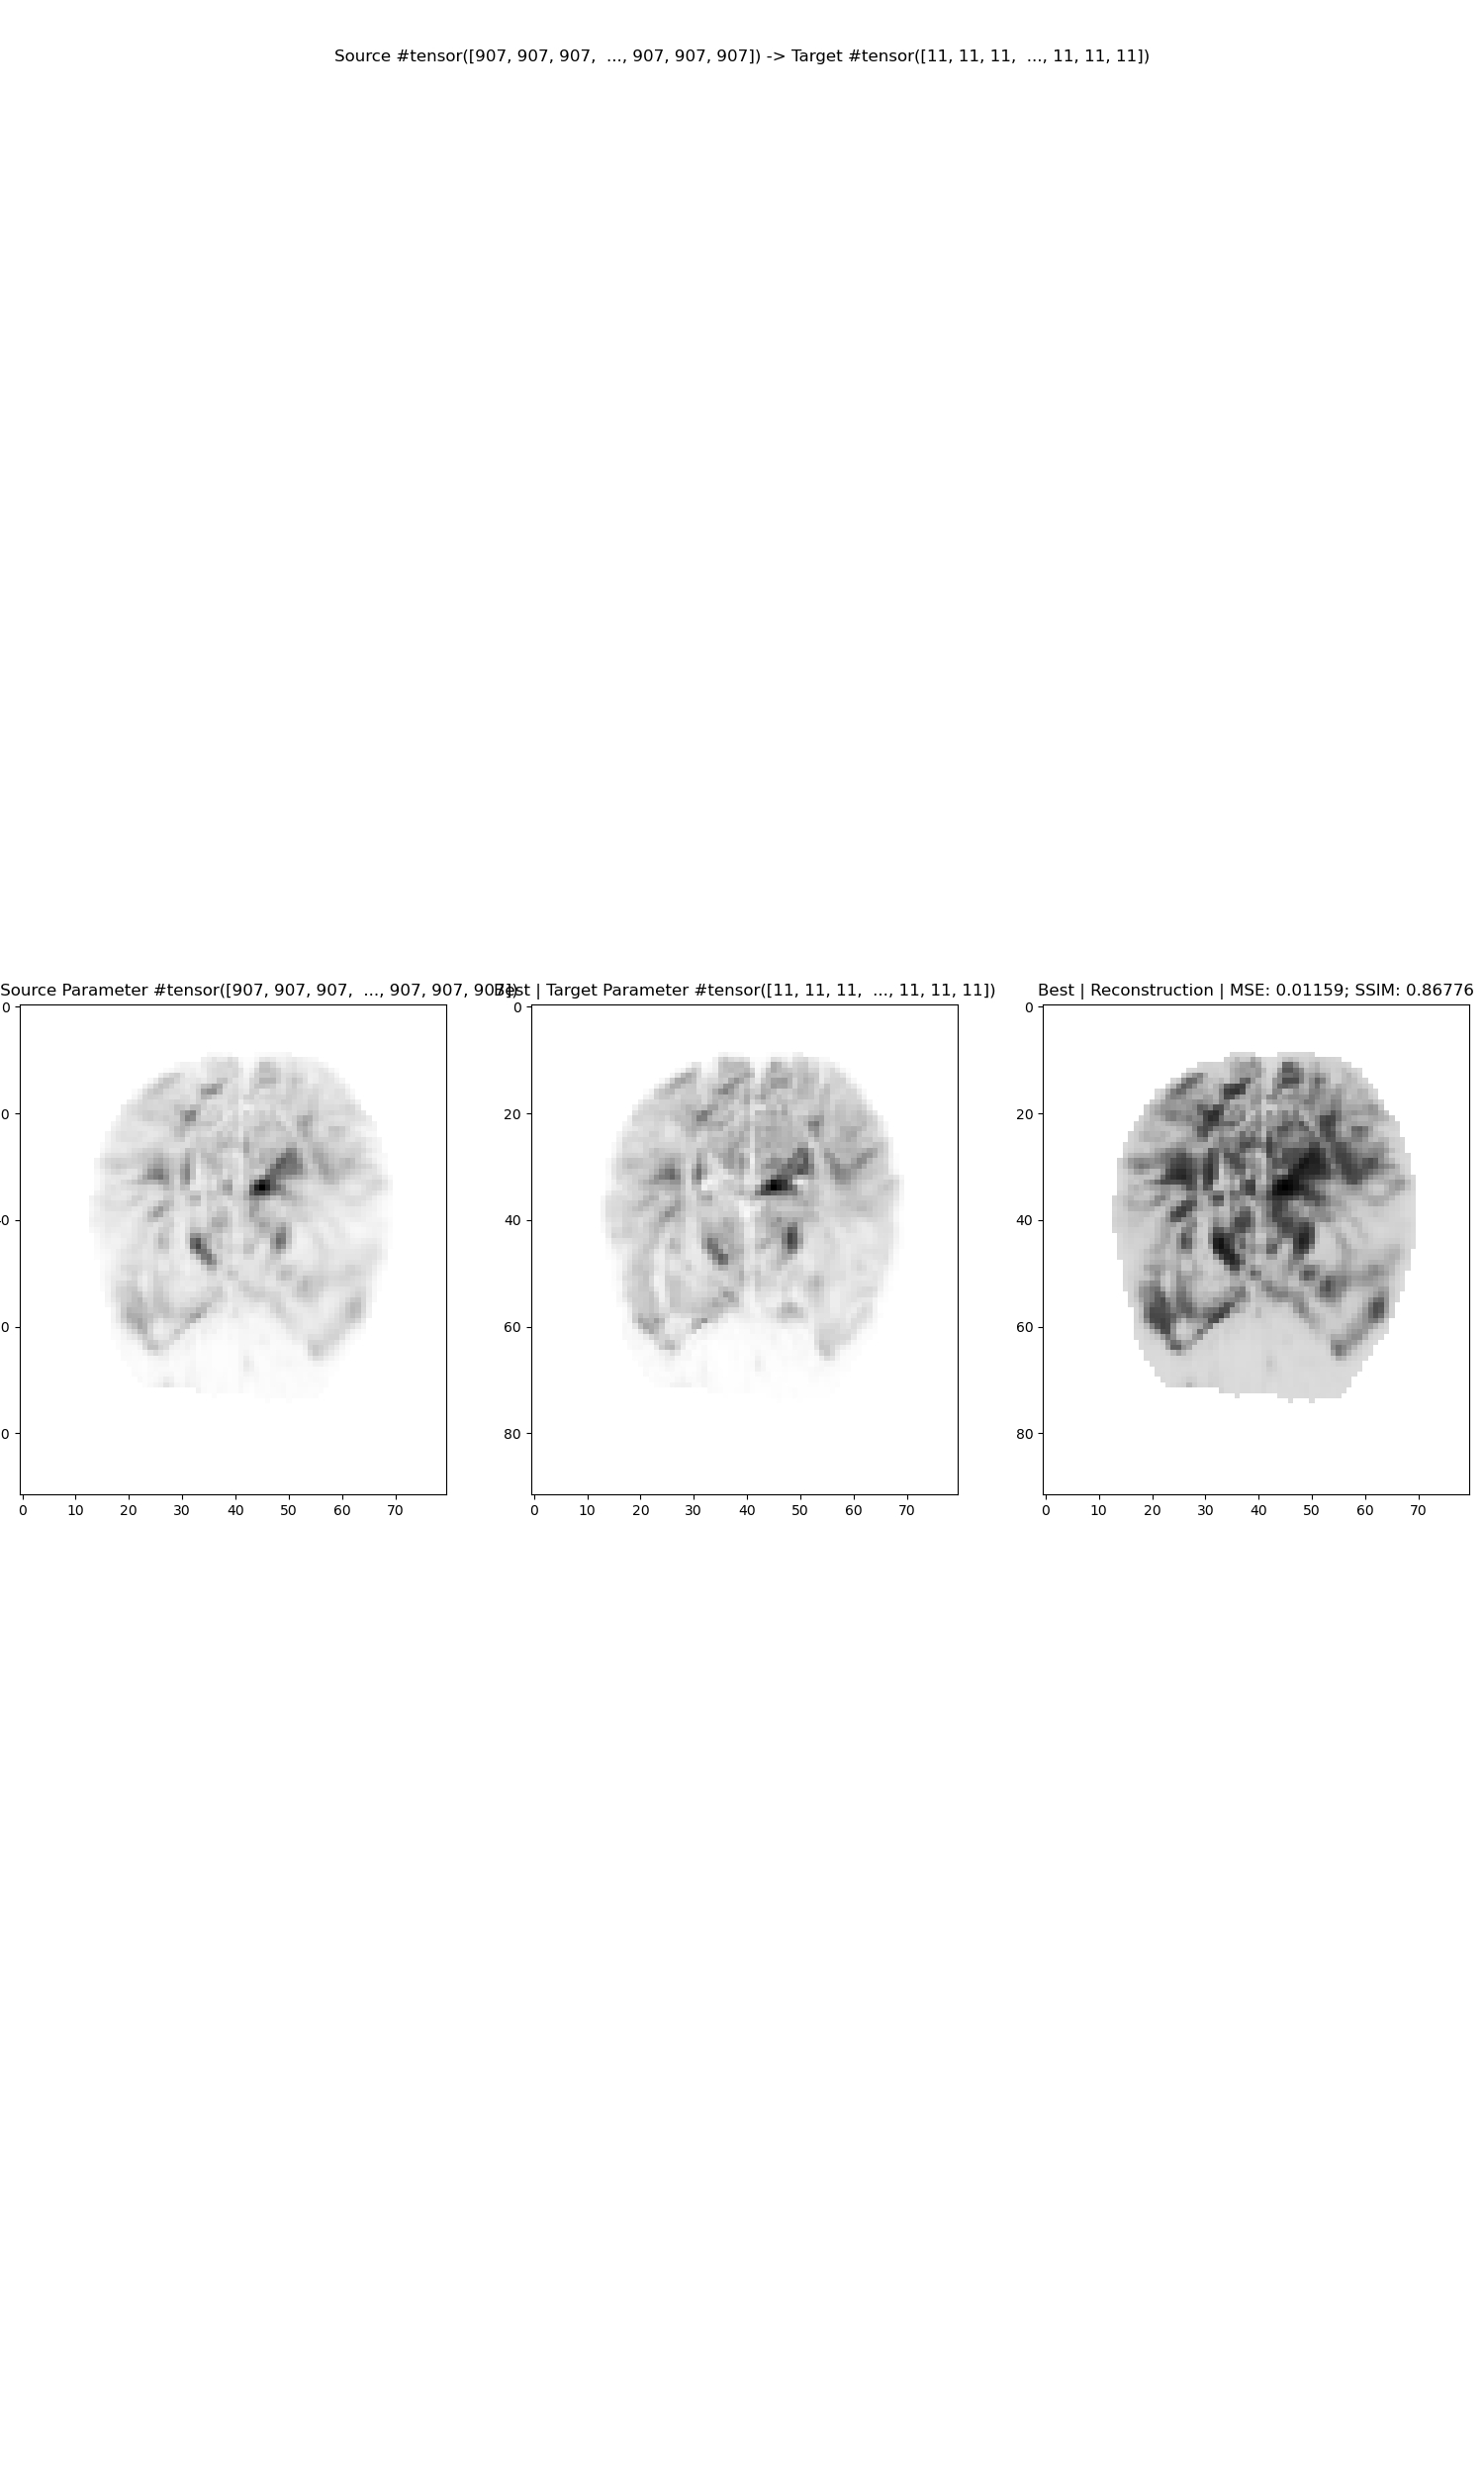 Source #tensor([907, 907, 907,  ..., 907, 907, 907]) -> Target #tensor([11, 11, 11,  ..., 11, 11, 11])
Source Parameter #tensor([907, 907, 907,  ..., 907, 907, 907])
Best | Target Parameter #tensor([11, 11, 11,  ..., 11, 11, 11])
Best | Reconstruction | MSE: 0.01159; SSIM: 0.86776
0 0 0
0 20 20
0 40 40
0 60 60
0 80 80
0 10 20 30 40 50 60 70
0 10 20 30 40 50 60 70
0 10 20 30 40 50 60 70